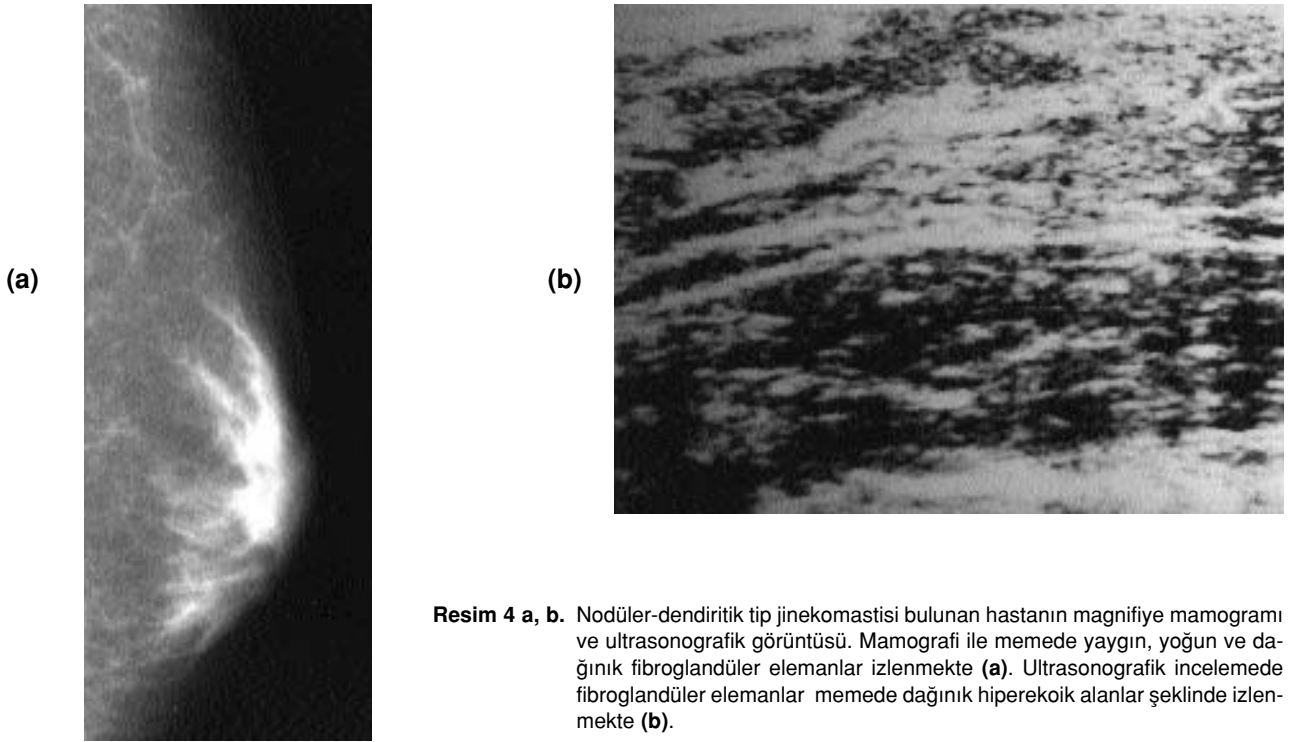 (a)
(b)
Resim 4 a, b. Nodüler-dendiritik tip jinekomastisi bulunan hastanın magnifiye mamogramı
ve ultrasonografik görüntüsü. Mamografi ile memede yaygın, yoğun ve da-
ğınık fibroglandüler elemanlar izlenmekte (a). Ultrasonografik incelemede
fibroglandüler elemanlar memede dağınık hiperekoik alanlar şeklinde izlen-
mekte (b).